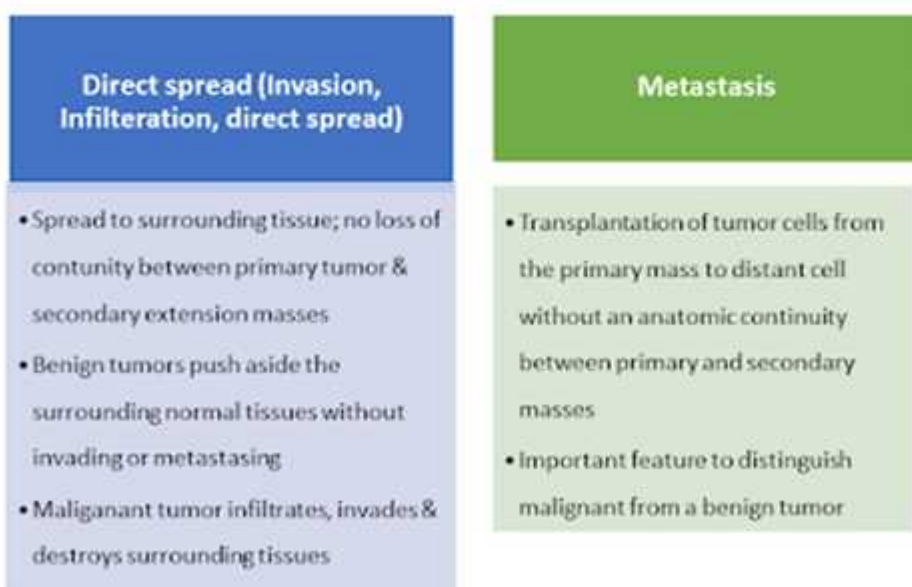 Direct spread (Invasion,
Infilteration, direct spread)
• Spread to surrounding tissue; no loss of
contunity between primary tumor &
secondary extension masses
• Benign tumors push aside the
surrounding normal tissues without
invading or metastasing
• Maliganant tumor infiltrates, invades &
destroys surrounding tissues
Metastasis
• Transplantation of tumor cells from
the primary mass to distant cell
without an anatomic continuity
between primary and secondary
masses
• Important feature to distinguish
malignant from a benign tumor